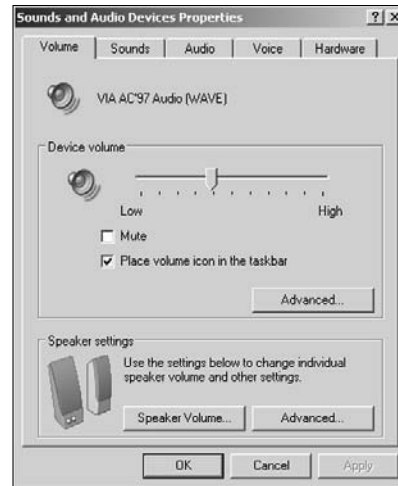 Sounds and Audio Devices Properties
Volume Sounds Audio Voice Hardware
VIA AC'97 Audio (WAVE)
Device volume
Low High
Mute
Place volume icon in the taskbar
Advanced...
Speaker settings
Use the settings below to change individual
speaker volume and other settings.
Speaker Volume... Advanced...
OK Cancel Apply